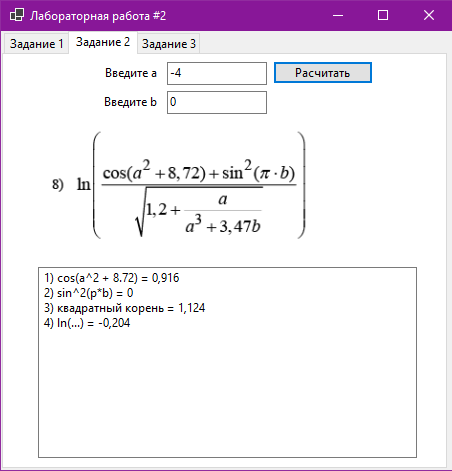 Лабораторная работа #2
Задание 1 Задание 2 Задание 3
Введите a -4 Расчитать
Введите b 0
8) ln( (cos(a² + 8,72) + sin²(π · b)) / √(1,2 + a / (a³ + 3,47b)) )
1) cos(a^2 + 8.72) = 0,916
2) sin^2(p*b) = 0
3) квадратный корень = 1,124
4) ln(...) = -0,204